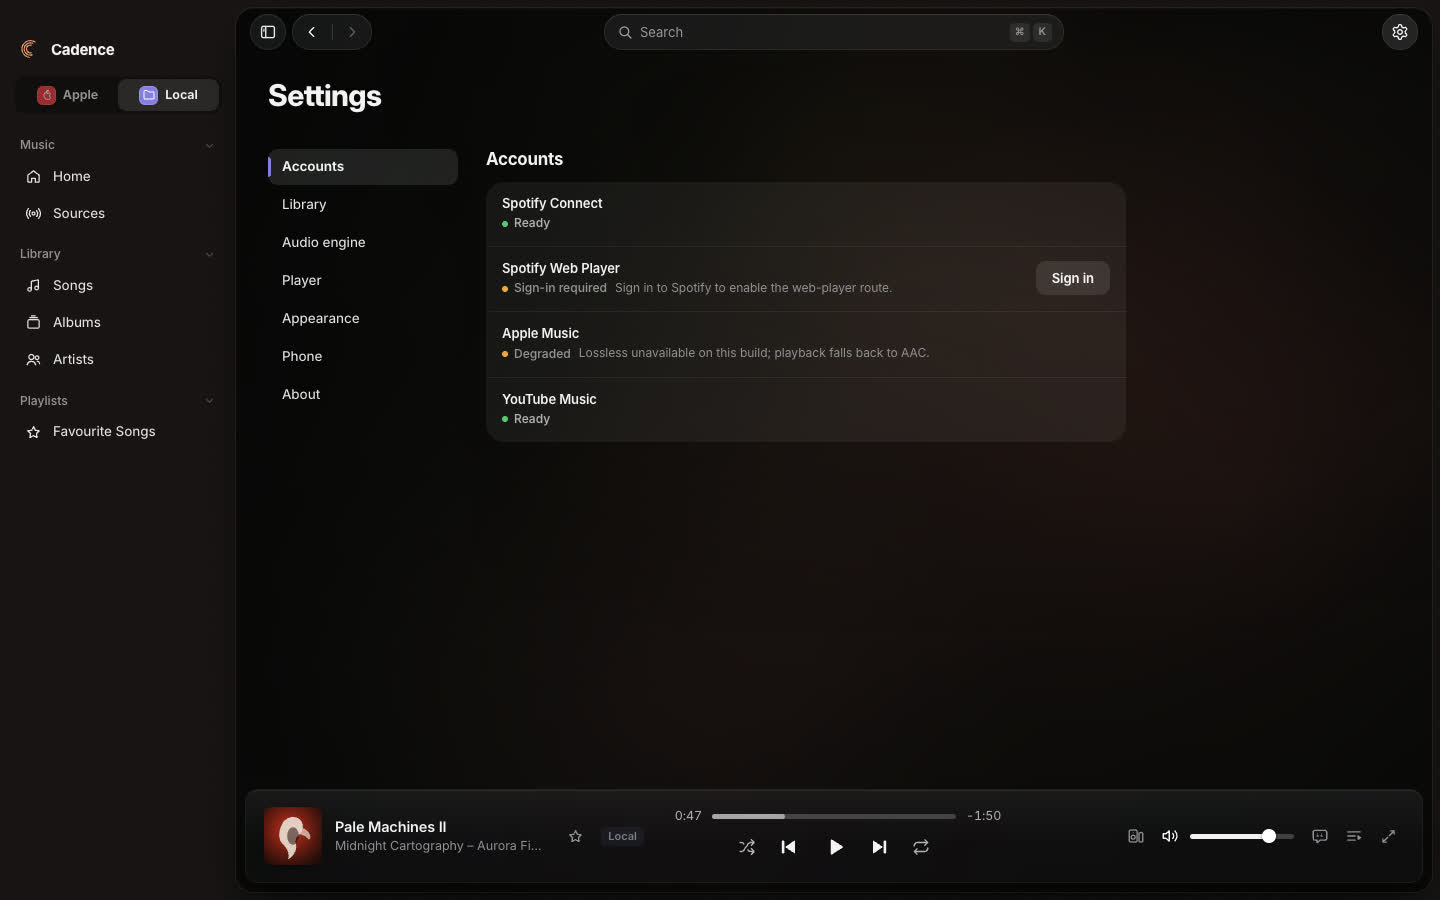 Cadence
Apple
Local
Music
Home
Sources
Library
Songs
Albums
Artists
Playlists
Favourite Songs
Search
⌘ K
Settings
Accounts
Library
Audio engine
Player
Appearance
Phone
About
Accounts
Spotify Connect
Ready
Spotify Web Player
Sign-in required Sign in to Spotify to enable the web-player route.
Sign in
Apple Music
Degraded Lossless unavailable on this build; playback falls back to AAC.
YouTube Music
Ready
Pale Machines II
Midnight Cartography – Aurora Fi...
Local
0:47
-1:50